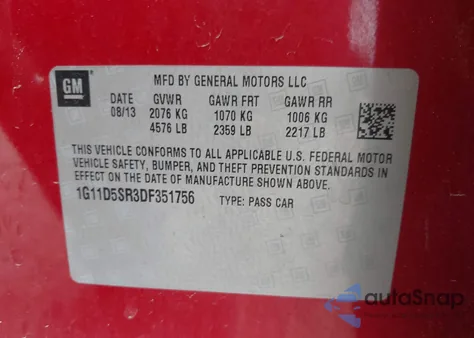 GM
MFD BY GENERAL MOTORS LLC
DATE GVWR GAWR FRT GAWR RR
08/13 2076 KG 1070 KG 1006 KG
4576 LB 2359 LB 2217 LB
THIS VEHICLE CONFORMS TO ALL APPLICABLE U.S. FEDERAL MOTOR
VEHICLE SAFETY, BUMPER, AND THEFT PREVENTION STANDARDS IN
EFFECT ON THE DATE OF MANUFACTURE SHOWN ABOVE.
1G11D5SR3DF351756 TYPE: PASS CAR
autoSnap